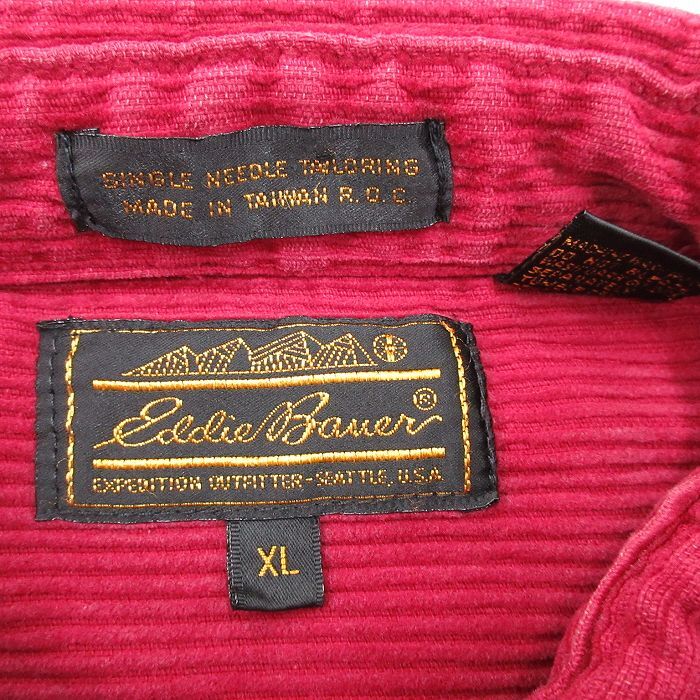 SINGLE NEEDLE TAILORING
MADE IN TAIWAN R.O.C.
Eddie Bauer®
EXPEDITION OUTFITTER-SEATTLE, U.S.A.
XL